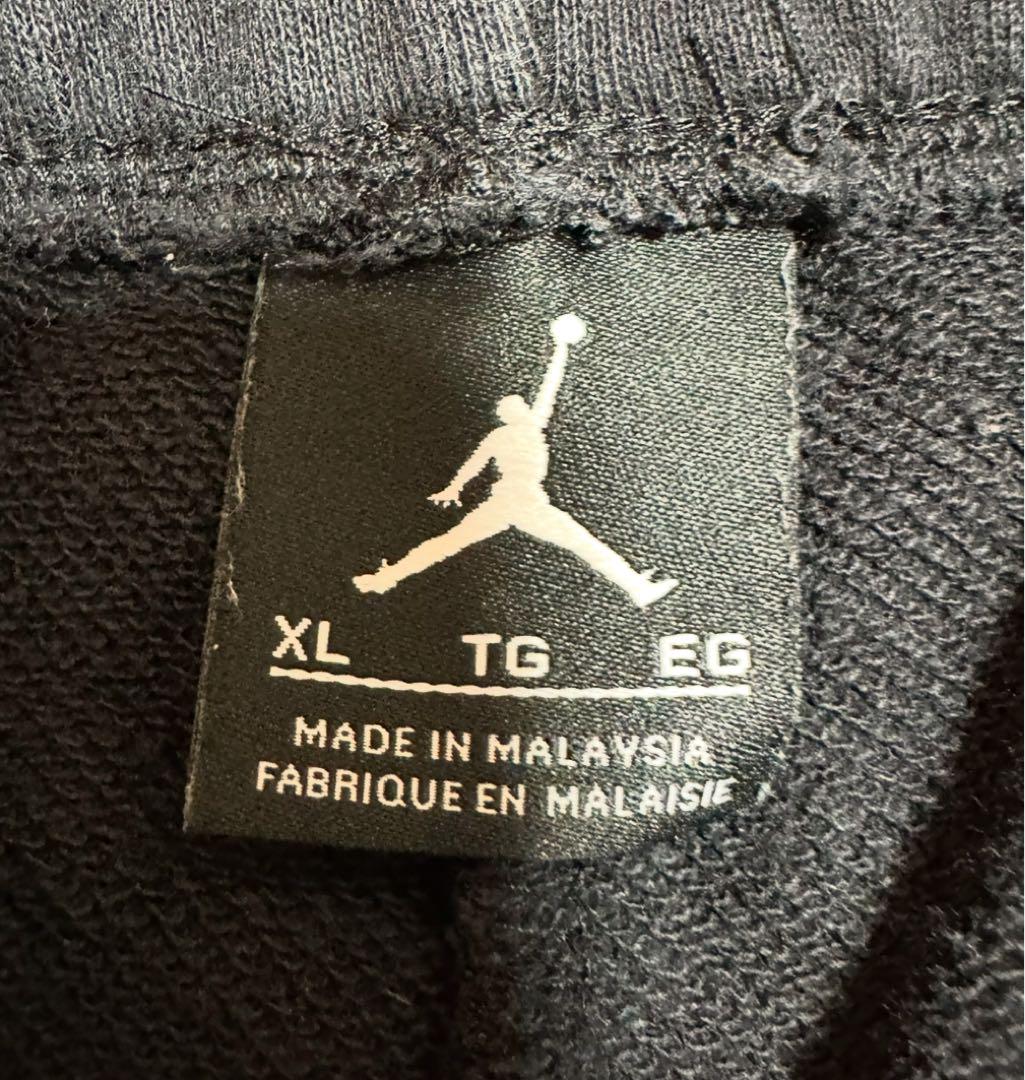 XL TG EG
MADE IN MALAYSIA
FABRIQUE EN MALAISIE